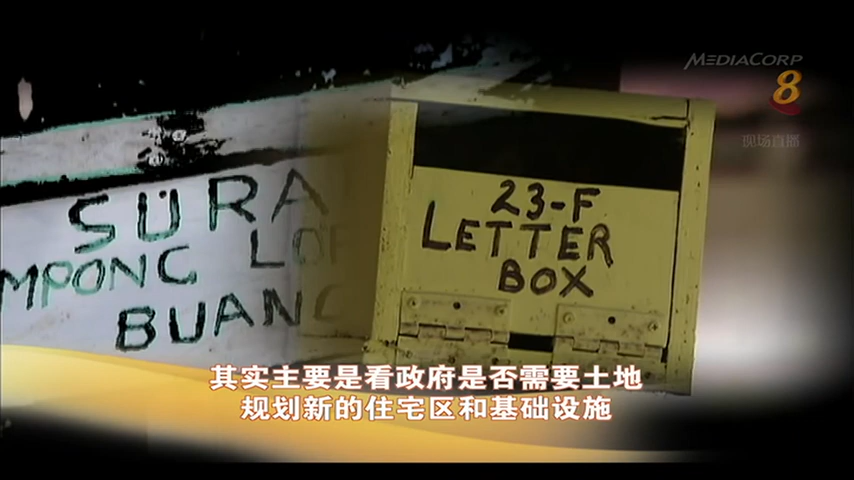 MEDIACORP
8
现场直播
SURA
MPONG LOR
BUANG
23-F
LETTER
BOX
其实主要是看政府是否需要土地
规划新的住宅区和基础设施